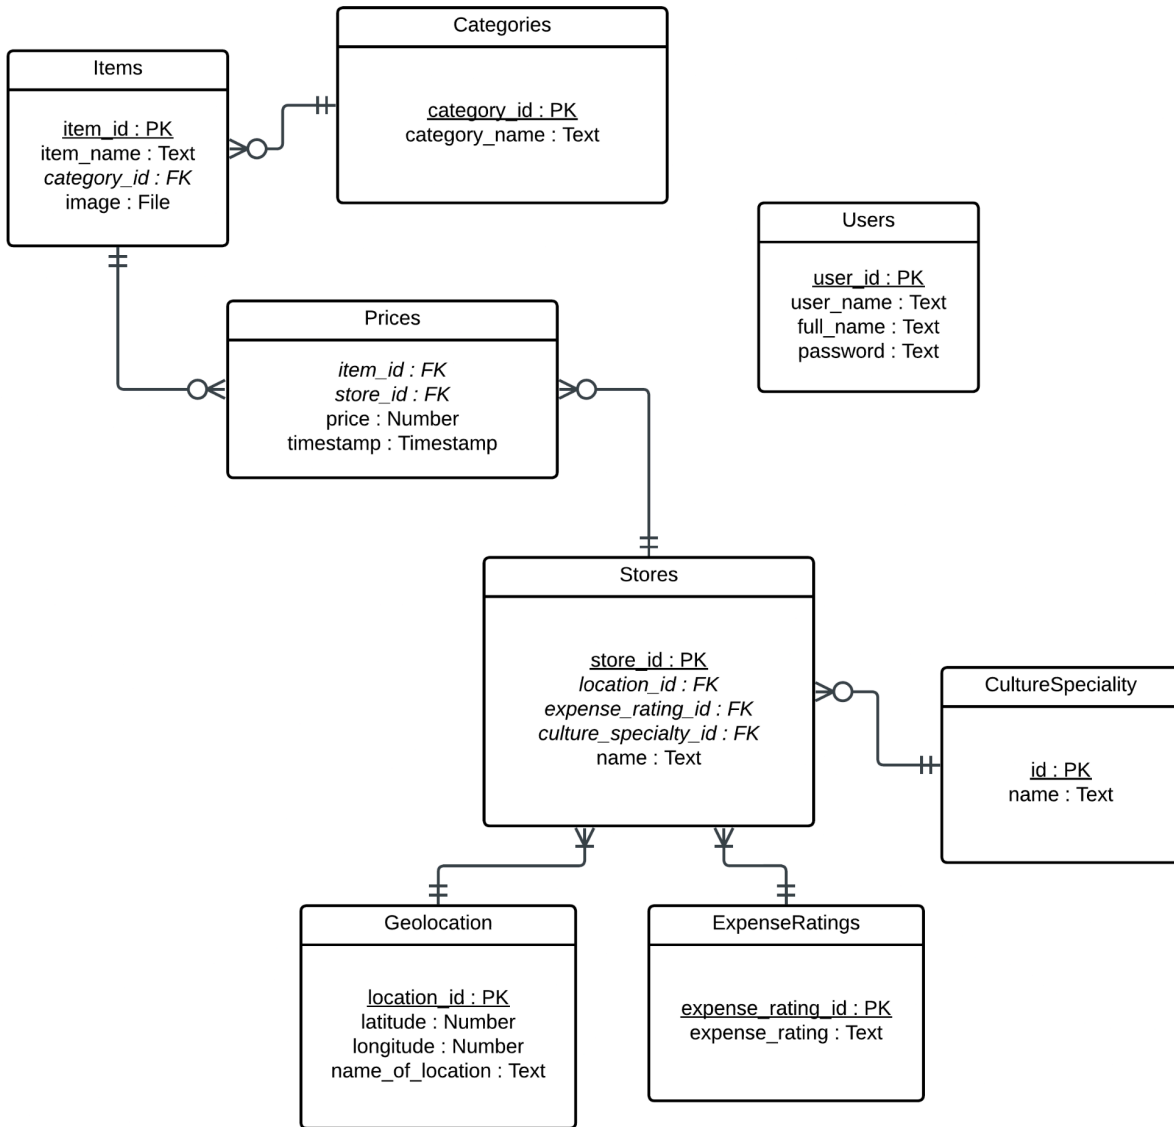 Categories
category_id : PK
category_name : Text
Items
item_id : PK
item_name : Text
category_id : FK
image : File
Users
user_id : PK
user_name : Text
full_name : Text
password : Text
Prices
item_id : FK
store_id : FK
price : Number
timestamp : Timestamp
Stores
store_id : PK
location_id : FK
expense_rating_id : FK
culture_specialty_id : FK
name : Text
CultureSpeciality
id : PK
name : Text
Geolocation
location_id : PK
latitude : Number
longitude : Number
name_of_location : Text
ExpenseRatings
expense_rating_id : PK
expense_rating : Text